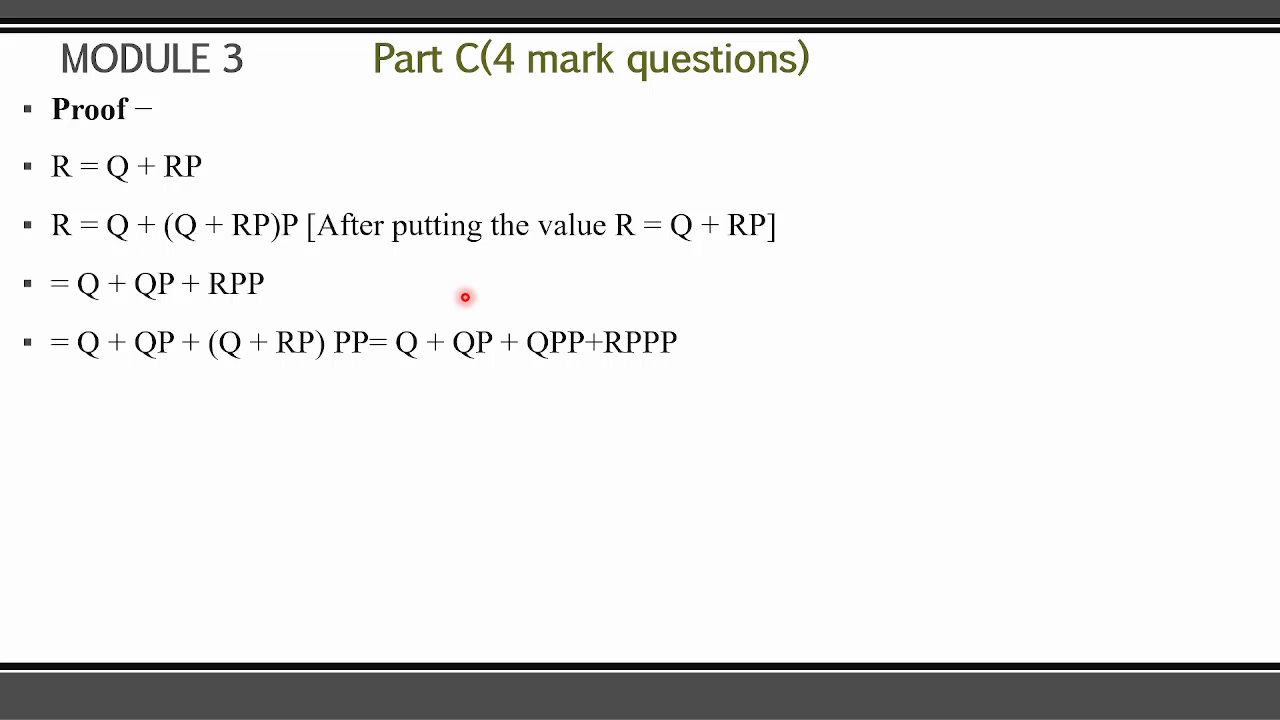 MODULE 3 Part C(4 mark questions)
▪ Proof −
▪ R = Q + RP
▪ R = Q + (Q + RP)P [After putting the value R = Q + RP]
▪ = Q + QP + RPP
▪ = Q + QP + (Q + RP) PP= Q + QP + QPP+RPPP